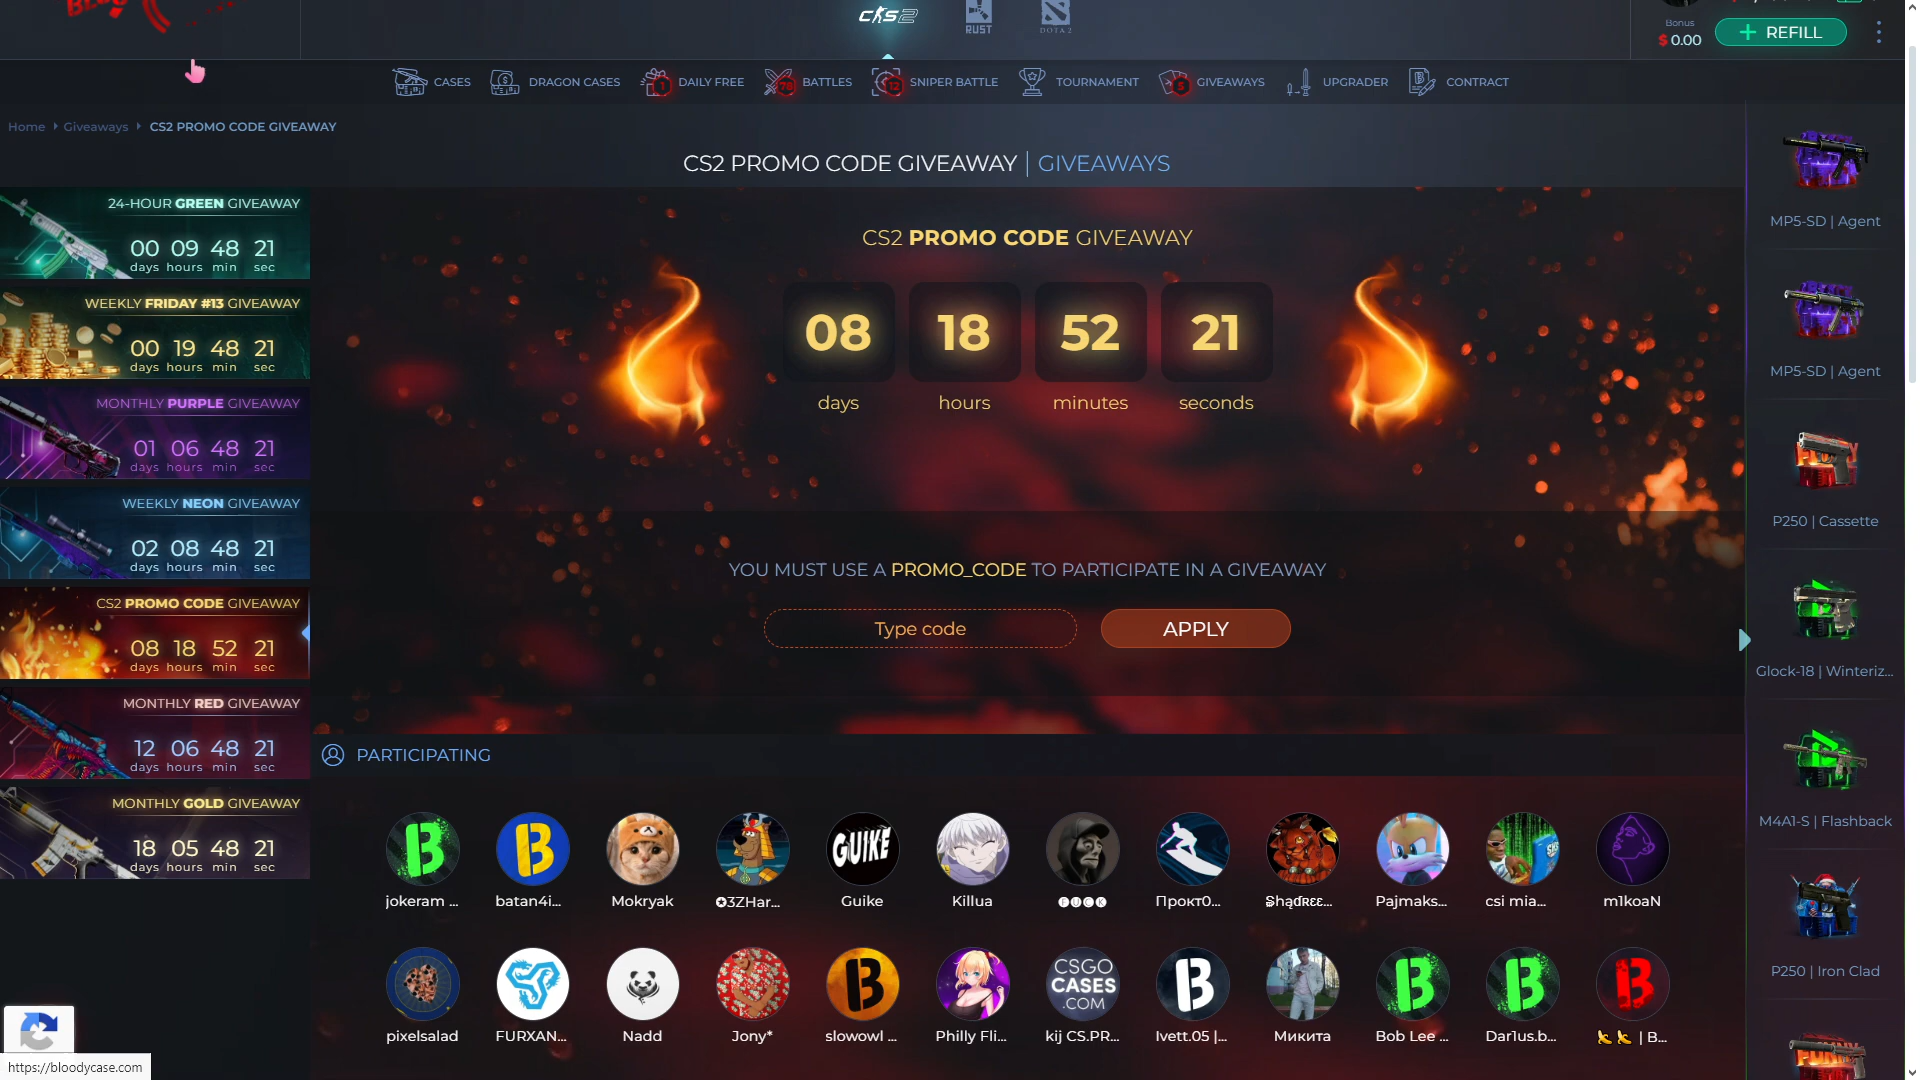 CS2
RUST
DOTA 2
Bonus
$ 0.00
REFILL
CASES
DRAGON CASES
1
DAILY FREE
78
BATTLES
12
SNIPER BATTLE
TOURNAMENT
5
GIVEAWAYS
UPGRADER
CONTRACT
Home
Giveaways
CS2 PROMO CODE GIVEAWAY
CS2 PROMO CODE GIVEAWAY | GIVEAWAYS
24-HOUR GREEN GIVEAWAY
00 09 48 21
days hours min sec
WEEKLY FRIDAY #13 GIVEAWAY
00 19 48 21
days hours min sec
MONTHLY PURPLE GIVEAWAY
01 06 48 21
days hours min sec
WEEKLY NEON GIVEAWAY
02 08 48 21
days hours min sec
CS2 PROMO CODE GIVEAWAY
08 18 52 21
days hours min sec
MONTHLY RED GIVEAWAY
12 06 48 21
days hours min sec
MONTHLY GOLD GIVEAWAY
18 05 48 21
days hours min sec
CS2 PROMO CODE GIVEAWAY
08 18 52 21
days hours minutes seconds
YOU MUST USE A PROMO_CODE TO PARTICIPATE IN A GIVEAWAY
Type code
APPLY
PARTICIPATING
B
B
GUIKE
jokeram ...
batan4i...
Mokryak
✪3ZHar...
Guike
Killua
🅕🅤🅒🅚
Прокт0...
Pajmaks...
csi mia...
m1koaN
B
CSGO
CASES
.COM
B
B
B
B
pixelsalad
FURXAN...
Nadd
Jony*
slowowl ...
Philly Fli...
kij CS.PR...
Ivett.05 |...
Микита
Bob Lee ...
Dar1us.b...
🍌🍌 | B...
MP5-SD | Agent
MP5-SD | Agent
P250 | Cassette
Glock-18 | Winteriz...
M4A1-S | Flashback
P250 | Iron Clad
https://bloodycase.com